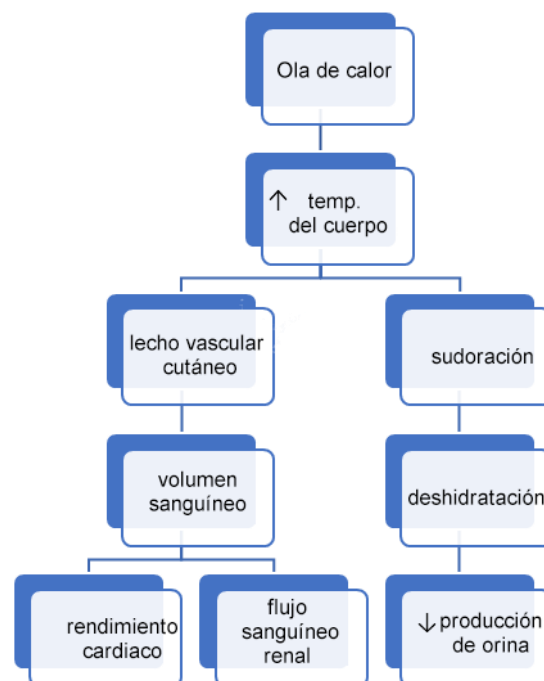 Ola de calor
↑ temp.
del cuerpo
lecho vascular
cutáneo
sudoración
volumen
sanguíneo
deshidratación
rendimiento
cardiaco
flujo
sanguíneo
renal
↓ producción
de orina